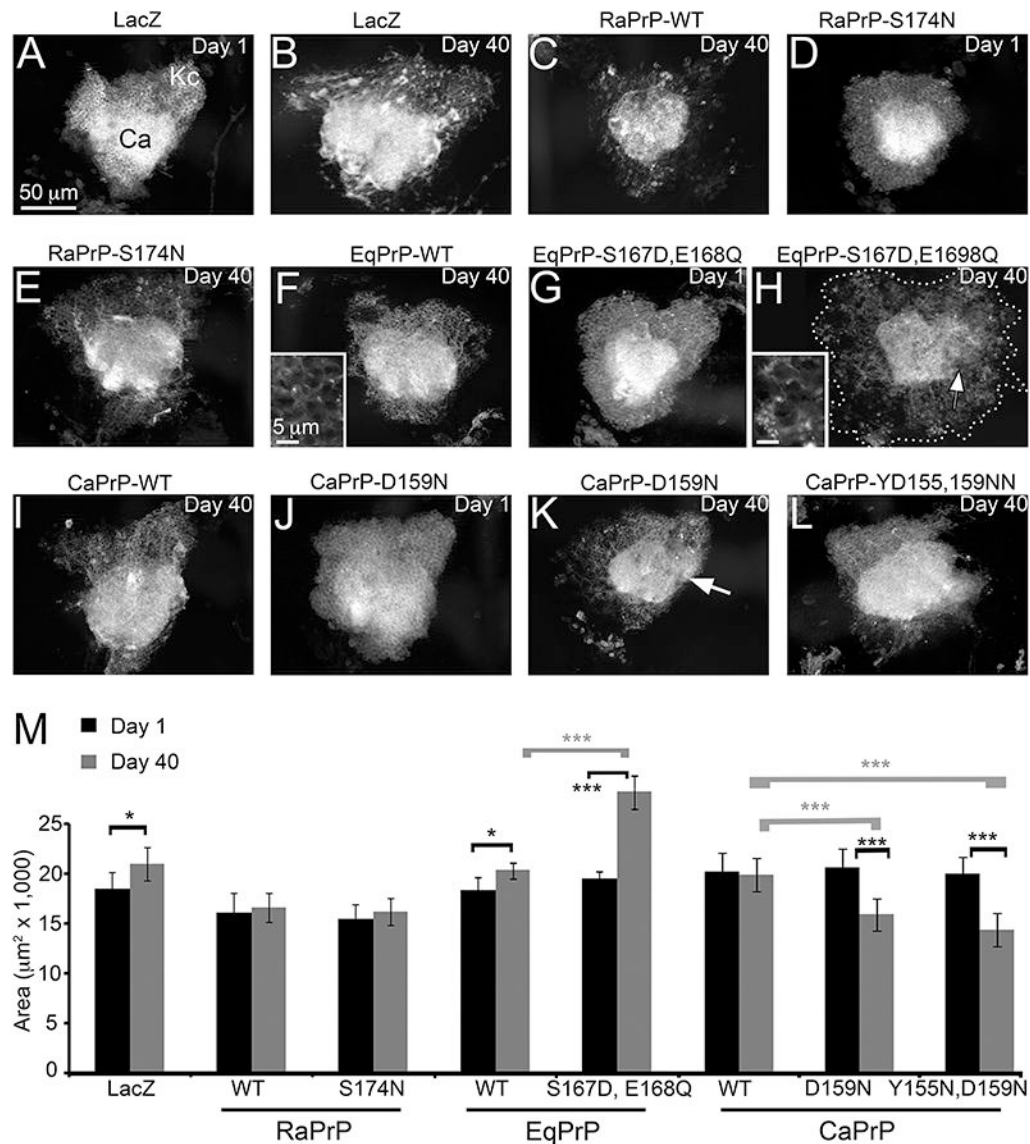 LacZ
LacZ
RaPrP-WT
RaPrP-S174N
A
Day 1
Kc
Ca
50 μm
B
Day 40
C
Day 40
D
Day 1
RaPrP-S174N
EqPrP-WT
EqPrP-S167D,E168Q
EqPrP-S167D,E1698Q
E
Day 40
F
Day 40
5 μm
G
Day 1
H
Day 40
CaPrP-WT
CaPrP-D159N
CaPrP-D159N
CaPrP-YD155,159NN
I
Day 40
J
Day 1
K
Day 40
L
Day 40
M
Day 1
Day 40
***
***
***
***
***
***
*
*
Area (μm² x 1,000)
25
20
15
10
5
0
LacZ
WT
S174N
WT
S167D, E168Q
WT
D159N
Y155N,D159N
RaPrP
EqPrP
CaPrP